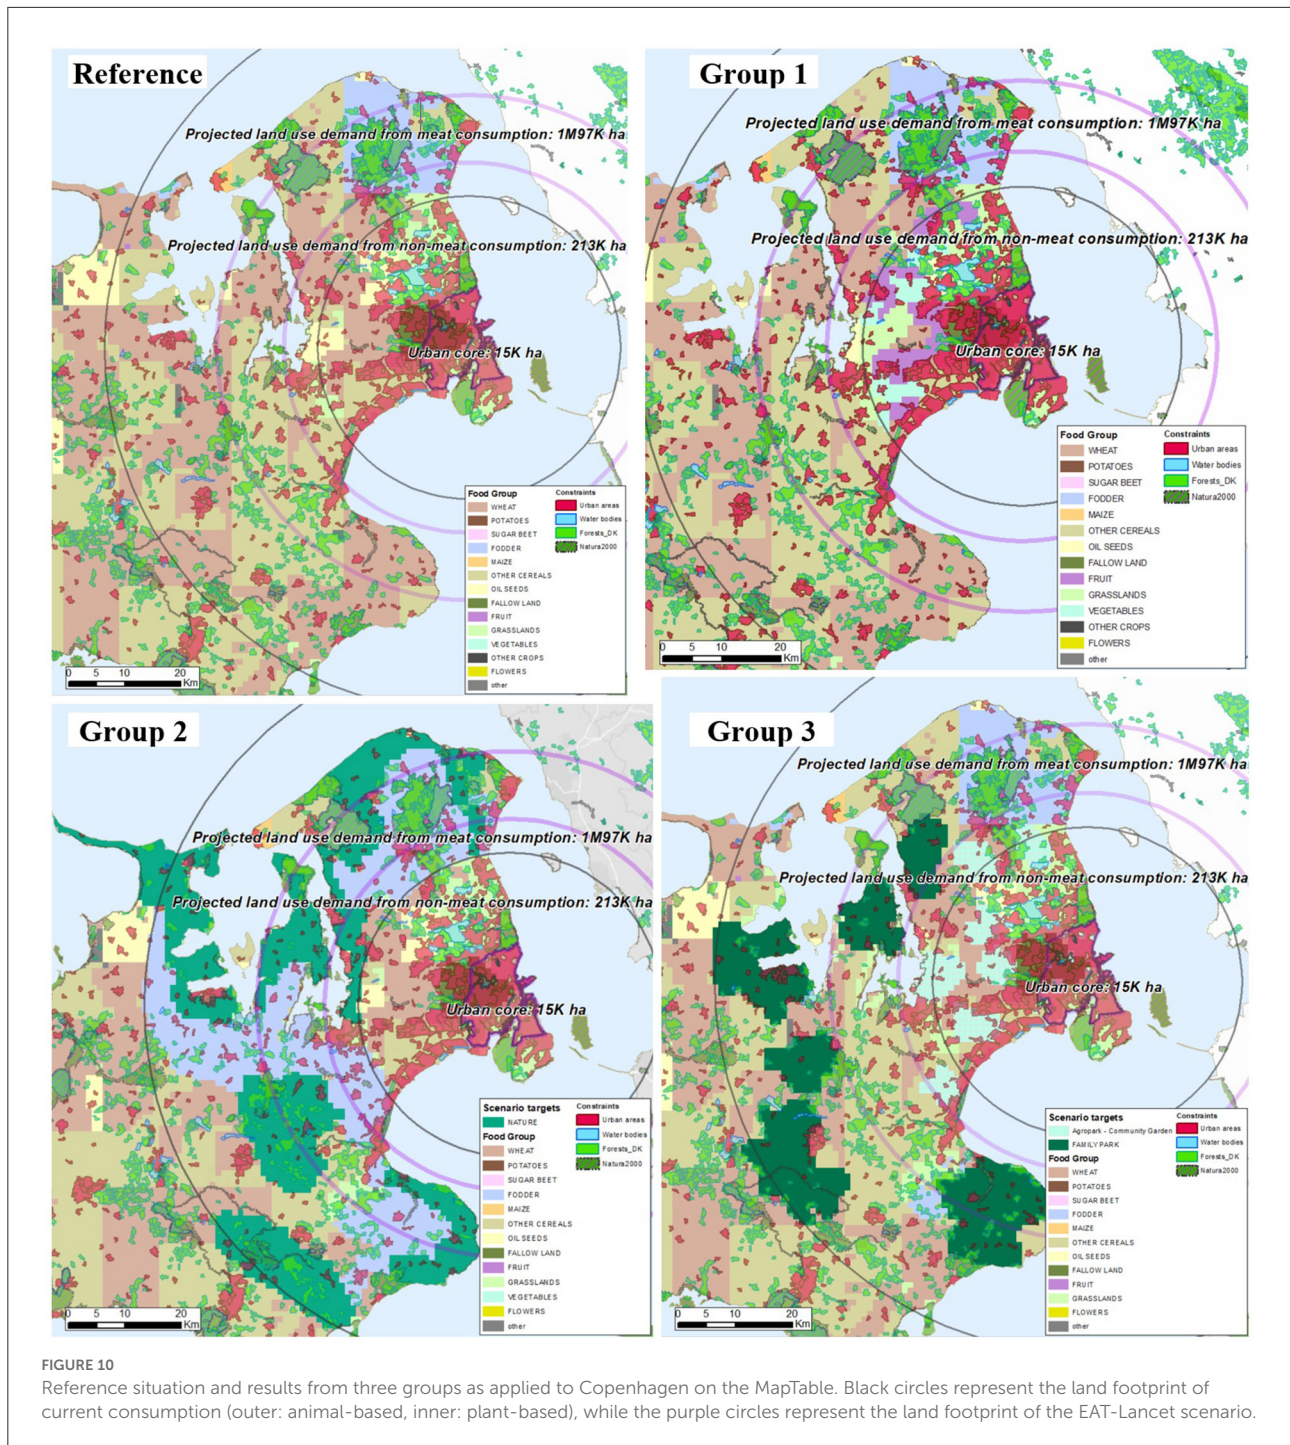 Reference
Projected land use demand from meat consumption: 1M97K ha
Projected land use demand from non-meat consumption: 213K ha
Urban core: 15K ha
Food Group
WHEAT
POTATOES
SUGAR BEET
FODDER
MAIZE
OTHER CEREALS
OIL SEEDS
FALLOW LAND
FRUIT
GRASSLANDS
VEGETABLES
OTHER CROPS
FLOWERS
other
Constraints
Urban areas
Water bodies
Forests_DK
Natura2000
0 5 10 20
Km
Group 1
Projected land use demand from meat consumption: 1M97K ha
Projected land use demand from non-meat consumption: 213K ha
Urban core: 15K ha
Food Group
WHEAT
POTATOES
SUGAR BEET
FODDER
MAIZE
OTHER CEREALS
OIL SEEDS
FALLOW LAND
FRUIT
GRASSLANDS
VEGETABLES
OTHER CROPS
FLOWERS
other
Constraints
Urban areas
Water bodies
Forests_DK
Natura2000
0 5 10 20
Km
Group 2
Projected land use demand from meat consumption: 1M97K ha
Projected land use demand from non-meat consumption: 213K ha
Urban core: 15K ha
Scenario targets
NATURE
Food Group
WHEAT
POTATOES
SUGAR BEET
FODDER
MAIZE
OTHER CEREALS
OIL SEEDS
FALLOW LAND
FRUIT
GRASSLANDS
VEGETABLES
FLOWERS
other
Constraints
Urban areas
Water bodies
Forests_DK
Natura2000
0 5 10 20
Km
Group 3
Projected land use demand from meat consumption: 1M97K ha
Projected land use demand from non-meat consumption: 213K ha
Urban core: 15K ha
Scenario targets
Agropark - Community Garden
FAMILY PARK
Food Group
WHEAT
POTATOES
SUGAR BEET
FODDER
MAIZE
OTHER CEREALS
OIL SEEDS
FALLOW LAND
FRUIT
GRASSLANDS
FLOWERS
other
Constraints
Urban areas
Water bodies
Forests_DK
Natura2000
0 5 10 20
Km
FIGURE 10
Reference situation and results from three groups as applied to Copenhagen on the MapTable. Black circles represent the land footprint of
current consumption (outer: animal-based, inner: plant-based), while the purple circles represent the land footprint of the EAT-Lancet scenario.